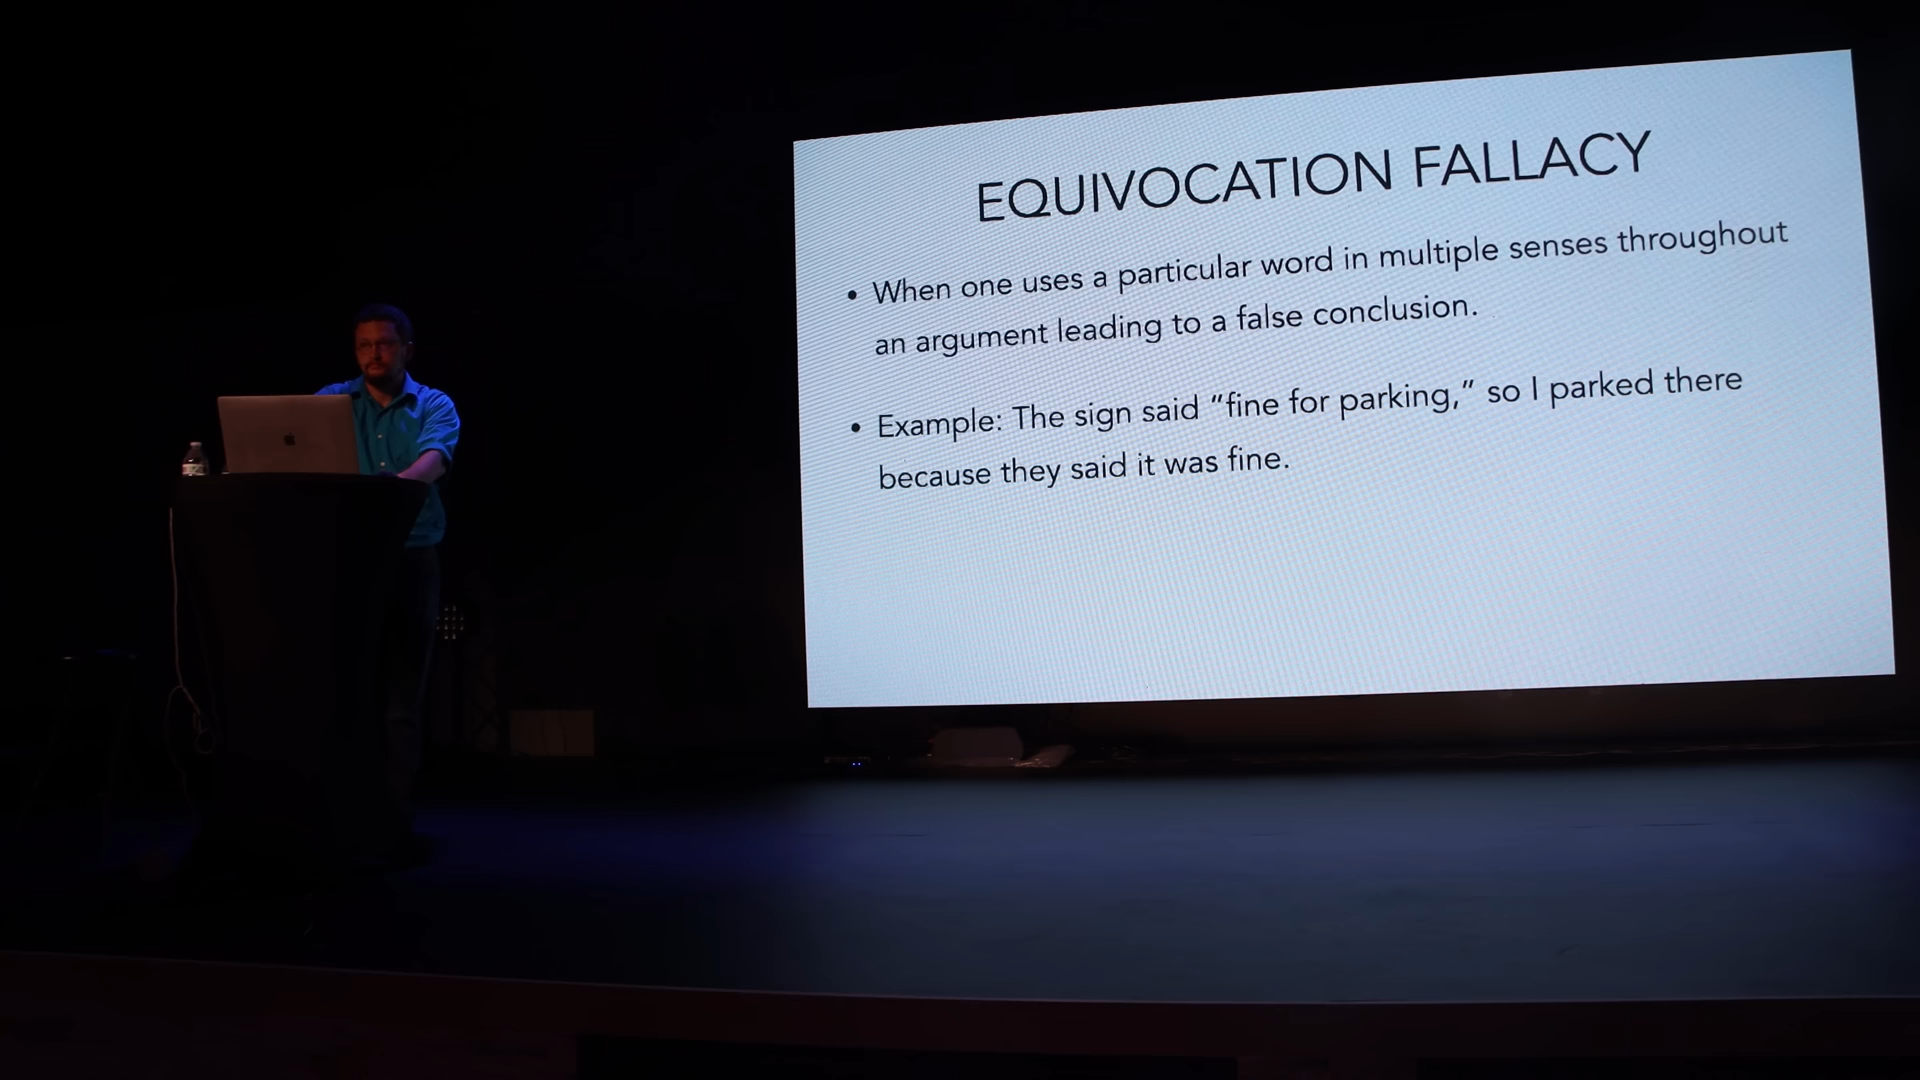 EQUIVOCATION FALLACY
• When one uses a particular word in multiple senses throughout
an argument leading to a false conclusion.
• Example: The sign said “fine for parking,” so I parked there
because they said it was fine.